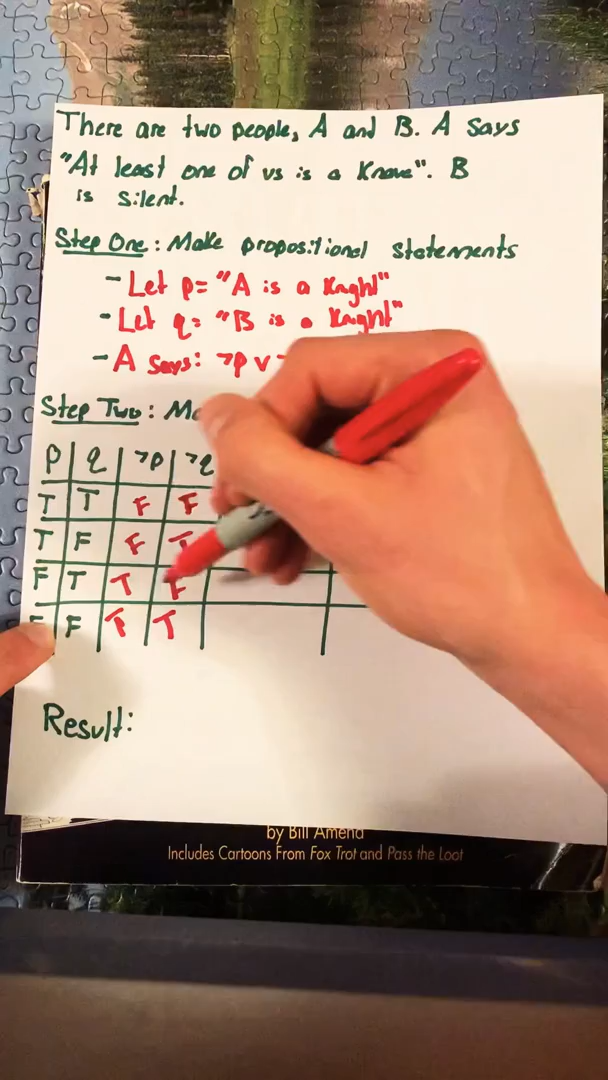 There are two people, A and B. A says
"At least one of us is a Knave". B
is silent.
Step One: Make propositional statements
- Let p= "A is a Knght"
- Let q= "B is a Knght"
- A says: ¬p v ¬
Step Two:
p q ¬p ¬q
T T F F
T F F T
F T T F
F T T
Result:
by Bill Amend
Includes Cartoons From Fox Trot and Pass the Loot